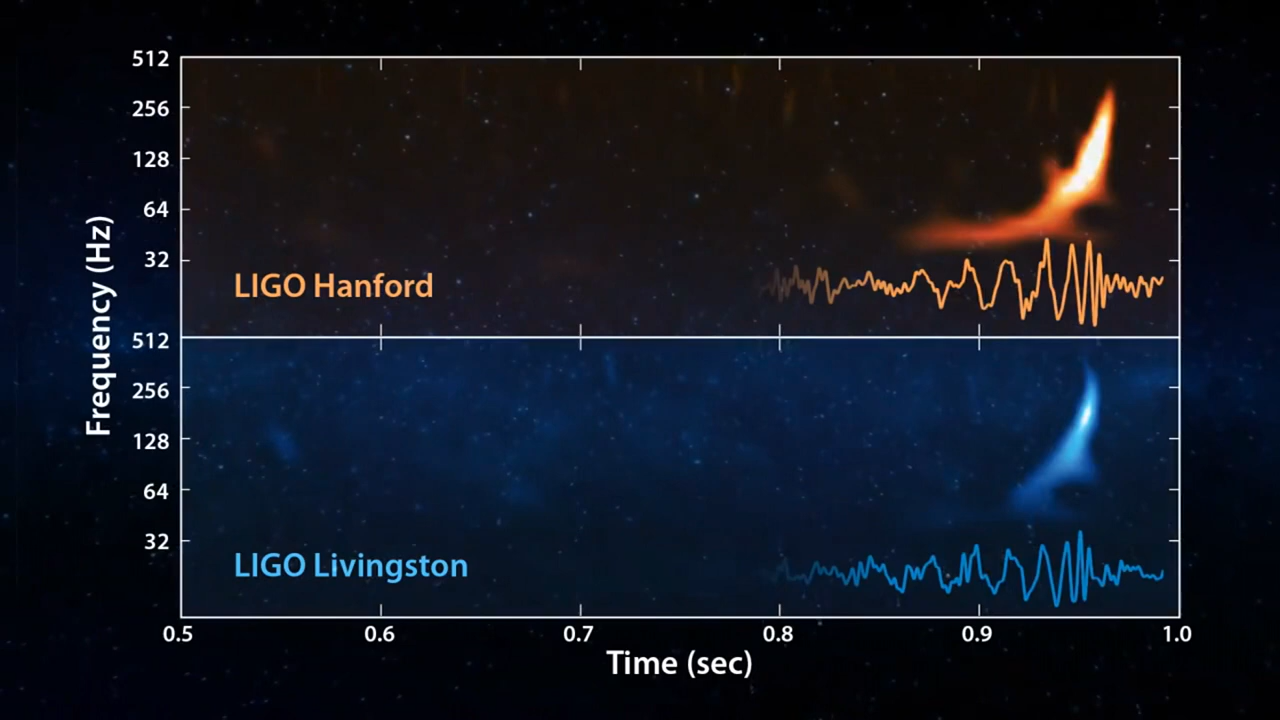 Frequency (Hz)
512
256
128
64
32
LIGO Hanford
512
256
128
64
32
LIGO Livingston
0.5 0.6 0.7 0.8 0.9 1.0
Time (sec)